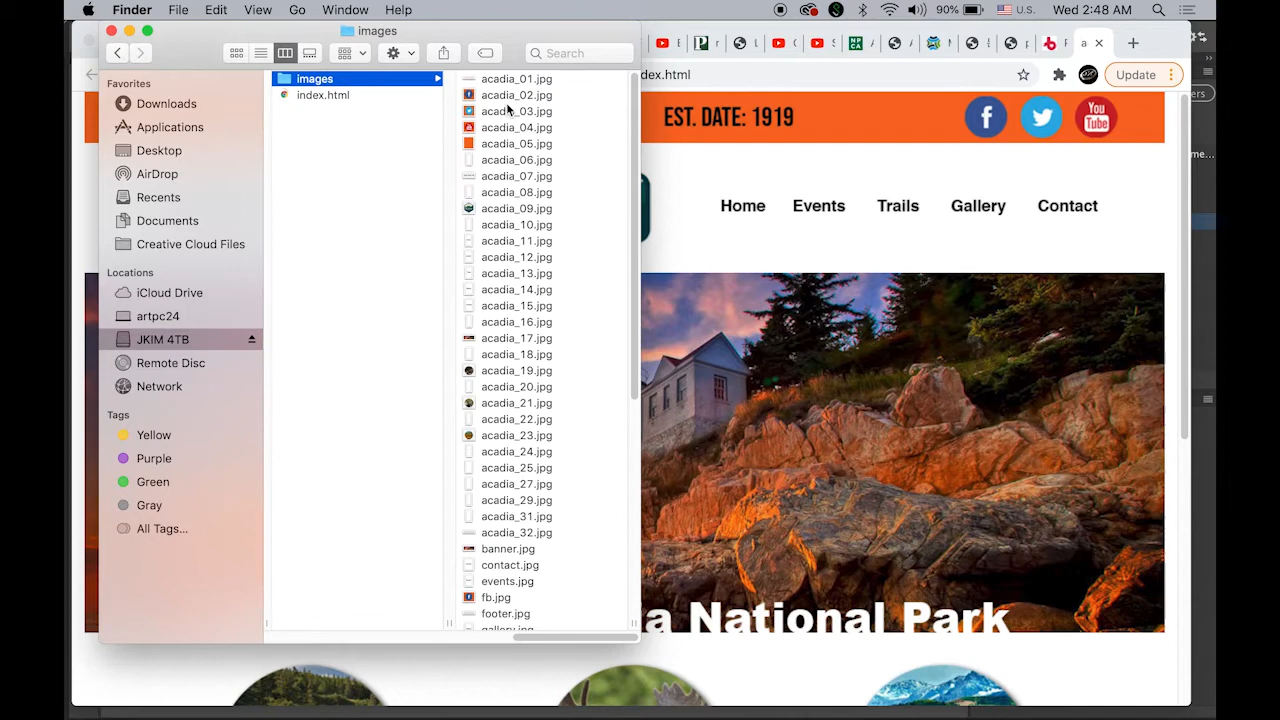 Finder File Edit View Go Window Help
90% U.S. Wed 2:48 AM
images
Search
ndex.html
Update
ers
me...
Favorites
Downloads
Applications
Desktop
AirDrop
Recents
Documents
Creative Cloud Files
Locations
iCloud Drive
artpc24
JKIM 4TB
Remote Disc
Network
Tags
Yellow
Purple
Green
Gray
All Tags...
images
index.html
acadia_01.jpg
acadia_02.jpg
acadia_03.jpg
acadia_04.jpg
acadia_05.jpg
acadia_06.jpg
acadia_07.jpg
acadia_08.jpg
acadia_09.jpg
acadia_10.jpg
acadia_11.jpg
acadia_12.jpg
acadia_13.jpg
acadia_14.jpg
acadia_15.jpg
acadia_16.jpg
acadia_17.jpg
acadia_18.jpg
acadia_19.jpg
acadia_20.jpg
acadia_21.jpg
acadia_22.jpg
acadia_23.jpg
acadia_24.jpg
acadia_25.jpg
acadia_27.jpg
acadia_29.jpg
acadia_31.jpg
acadia_32.jpg
banner.jpg
contact.jpg
events.jpg
fb.jpg
footer.jpg
EST. DATE: 1919
You
Tube
Home Events Trails Gallery Contact
a National Park